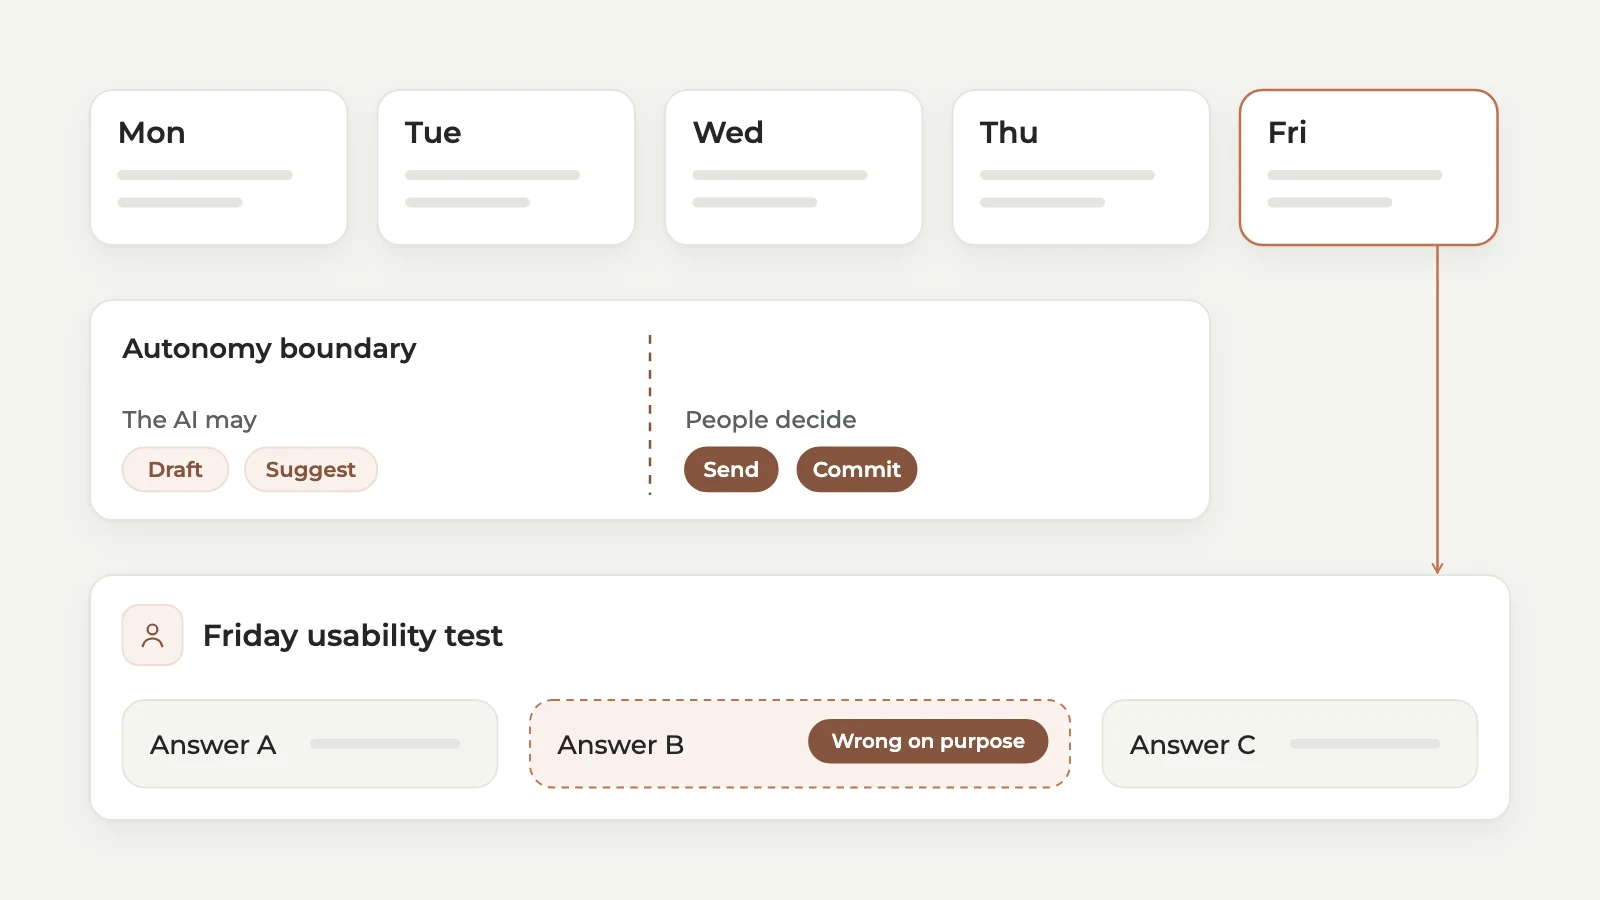 Mon
Tue
Wed
Thu
Fri
Autonomy boundary
The AI may
Draft
Suggest
People decide
Send
Commit
Friday usability test
Answer A
Answer B
Wrong on purpose
Answer C